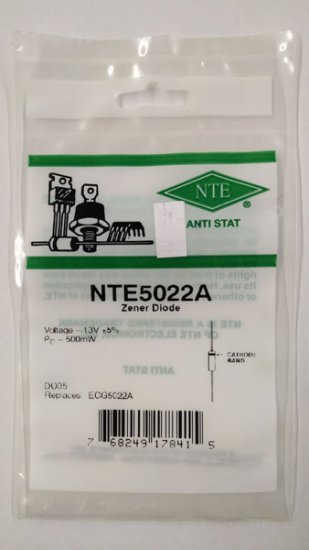 NTE
®
ANTI STAT
NTE5022A
Zener Diode
Voltage – 13V ±5%
PD – 500mW
CATHODE
BAND
ANTI STAT
DO35
Replaces ECG5022A
7 68249 17841 5